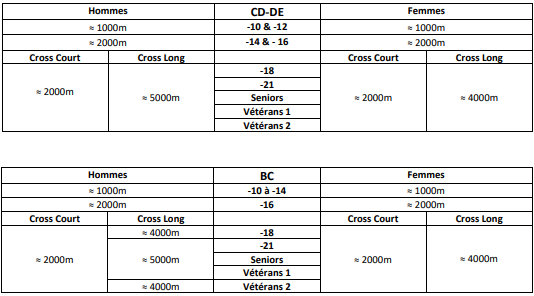 Hommes CD-DE Femmes
≈ 1000m -10 & -12 ≈ 1000m
≈ 2000m -14 & - 16 ≈ 2000m
Cross Court Cross Long Cross Court Cross Long
≈ 2000m ≈ 5000m -18 ≈ 2000m ≈ 4000m
-21
Seniors
Vétérans 1
Vétérans 2
Hommes BC Femmes
≈ 1000m -10 à -14 ≈ 1000m
≈ 2000m -16 ≈ 2000m
Cross Court Cross Long Cross Court Cross Long
≈ 2000m ≈ 4000m -18 ≈ 2000m ≈ 4000m
-21
≈ 5000m Seniors
Vétérans 1
≈ 4000m Vétérans 2